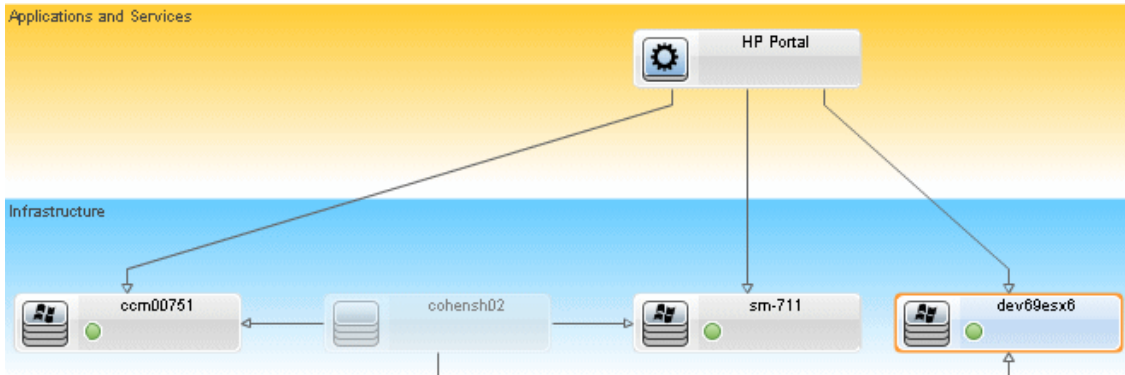 Applications and Services
HP Portal
Infrastructure
ccm00751
cohensh02
sm-711
dev69esx6